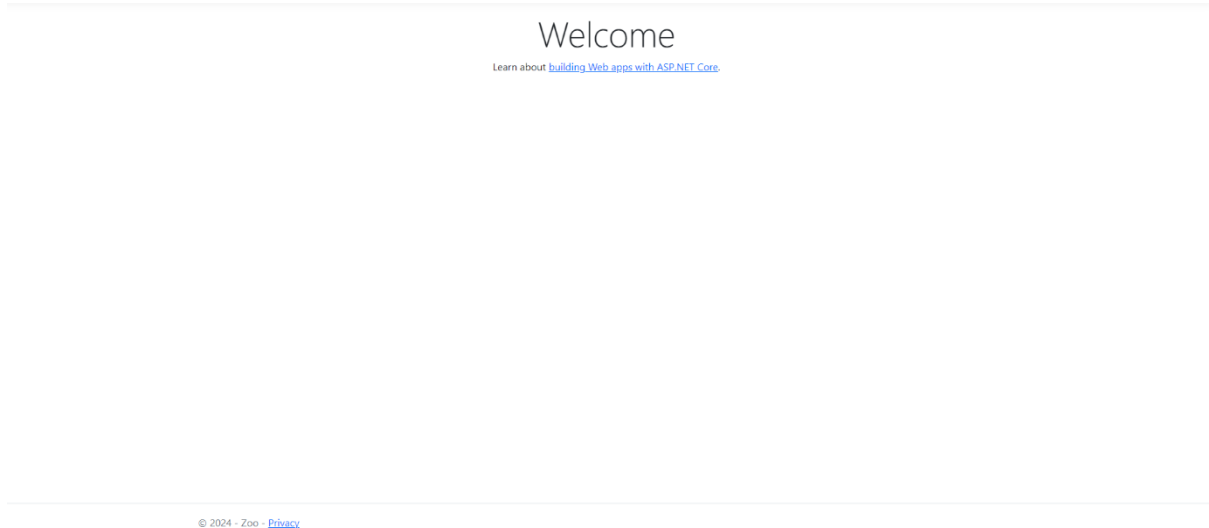 Welcome
Learn about building Web apps with ASP.NET Core.
© 2024 - Zoo - Privacy